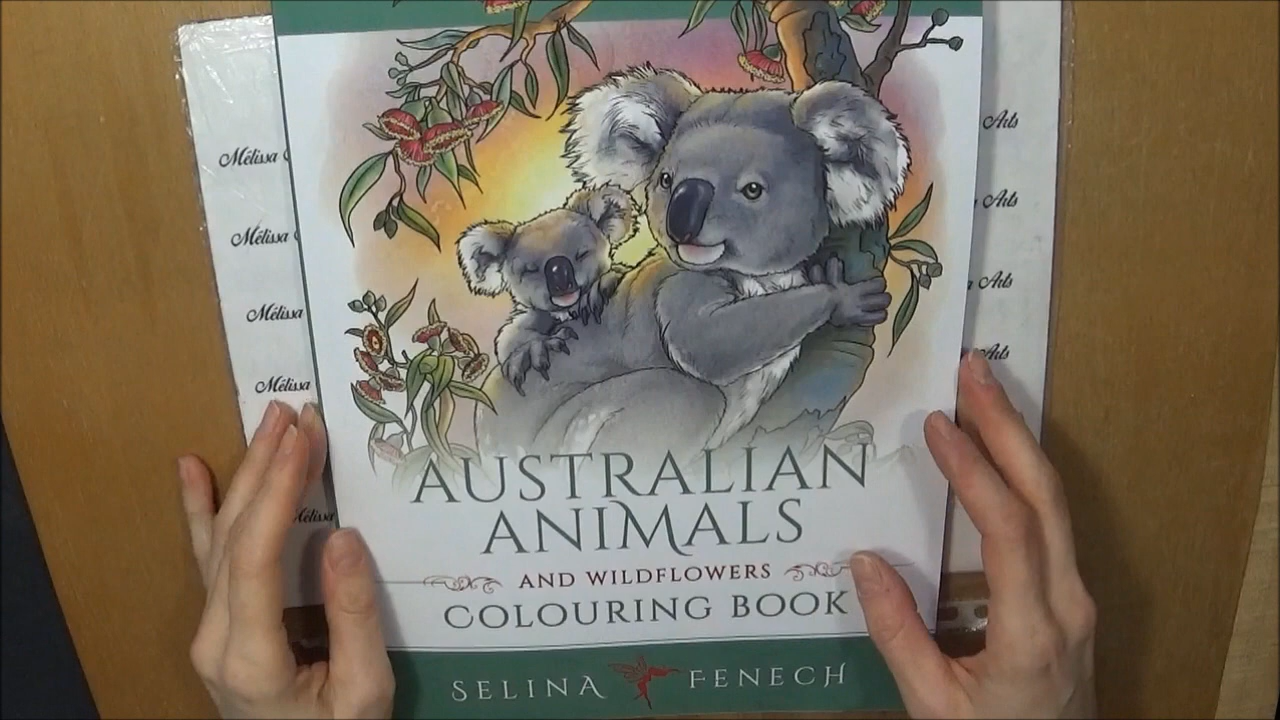 Mélissa
Arts
Mélissa
Arts
Mélissa
Arts
Mélissa
Arts
Mélissa
AUSTRALIAN
ANIMALS
AND WILDFLOWERS
COLOURING BOOK
SELINA FENECH